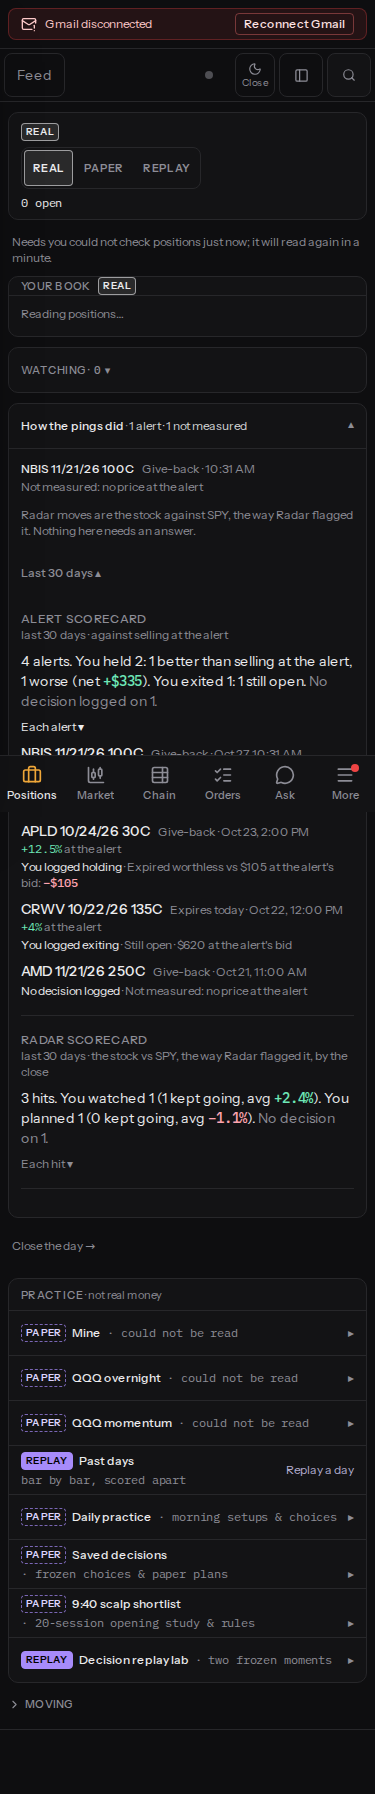 Gmail disconnected
Reconnect Gmail
Feed
Close
REAL
REAL PAPER REPLAY
0 open
Needs you could not check positions just now; it will read again in a
minute.
YOUR BOOK REAL
Reading positions…
WATCHING · 0 ▾
How the pings did · 1 alert · 1 not measured ▴
NBIS 11/21/26 100C Give-back · 10:31 AM
Not measured: no price at the alert
Radar moves are the stock against SPY, the way Radar flagged
it. Nothing here needs an answer.
Last 30 days ▴
ALERT SCORECARD
last 30 days · against selling at the alert
4 alerts. You held 2: 1 better than selling at the alert,
1 worse (net +$335). You exited 1: 1 still open. No
decision logged on 1.
Each alert ▾
NBIS 11/21/26 100C Give-back · Oct 27, 10:31 AM
Positions Market Chain Orders Ask More
APLD 10/24/26 30C Give-back · Oct 23, 2:00 PM
+12.5% at the alert
You logged holding · Expired worthless vs $105 at the alert's
bid: −$105
CRWV 10/22/26 135C Expires today · Oct 22, 12:00 PM
+4% at the alert
You logged exiting · Still open · $620 at the alert's bid
AMD 11/21/26 250C Give-back · Oct 21, 11:00 AM
No decision logged · Not measured: no price at the alert
RADAR SCORECARD
last 30 days · the stock vs SPY, the way Radar flagged it, by the
close
3 hits. You watched 1 (1 kept going, avg +2.4%). You
planned 1 (0 kept going, avg −1.1%). No decision
on 1.
Each hit ▾
Close the day →
PRACTICE · not real money
PAPER Mine · could not be read ▸
PAPER QQQ overnight · could not be read ▸
PAPER QQQ momentum · could not be read ▸
REPLAY Past days
bar by bar, scored apart
Replay a day
PAPER Daily practice · morning setups & choices ▸
PAPER Saved decisions
· frozen choices & paper plans ▸
PAPER 9:40 scalp shortlist
· 20-session opening study & rules ▸
REPLAY Decision replay lab · two frozen moments ▸
MOVING